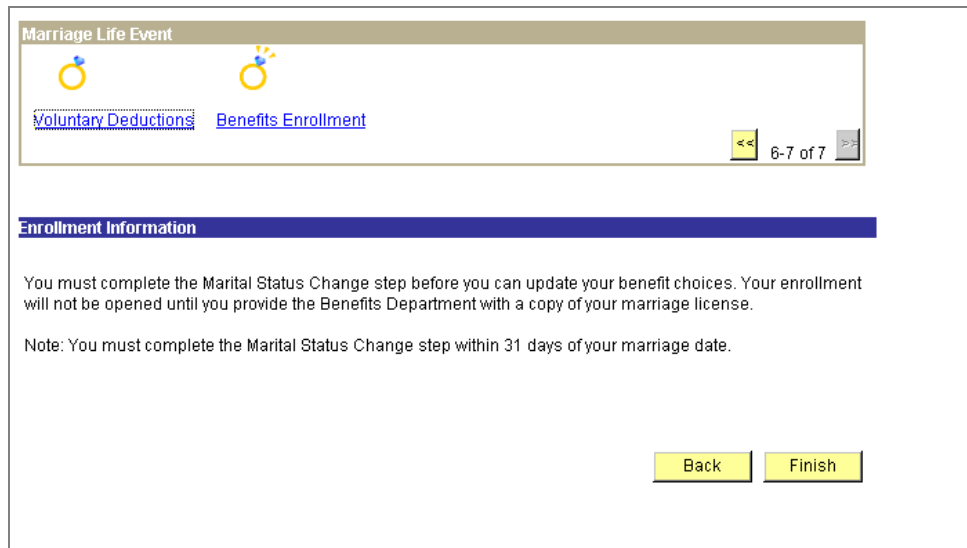 Marriage Life Event
Voluntary Deductions Benefits Enrollment
<< 6-7 of 7 >>
Enrollment Information
You must complete the Marital Status Change step before you can update your benefit choices. Your enrollment
will not be opened until you provide the Benefits Department with a copy of your marriage license.
Note: You must complete the Marital Status Change step within 31 days of your marriage date.
Back Finish